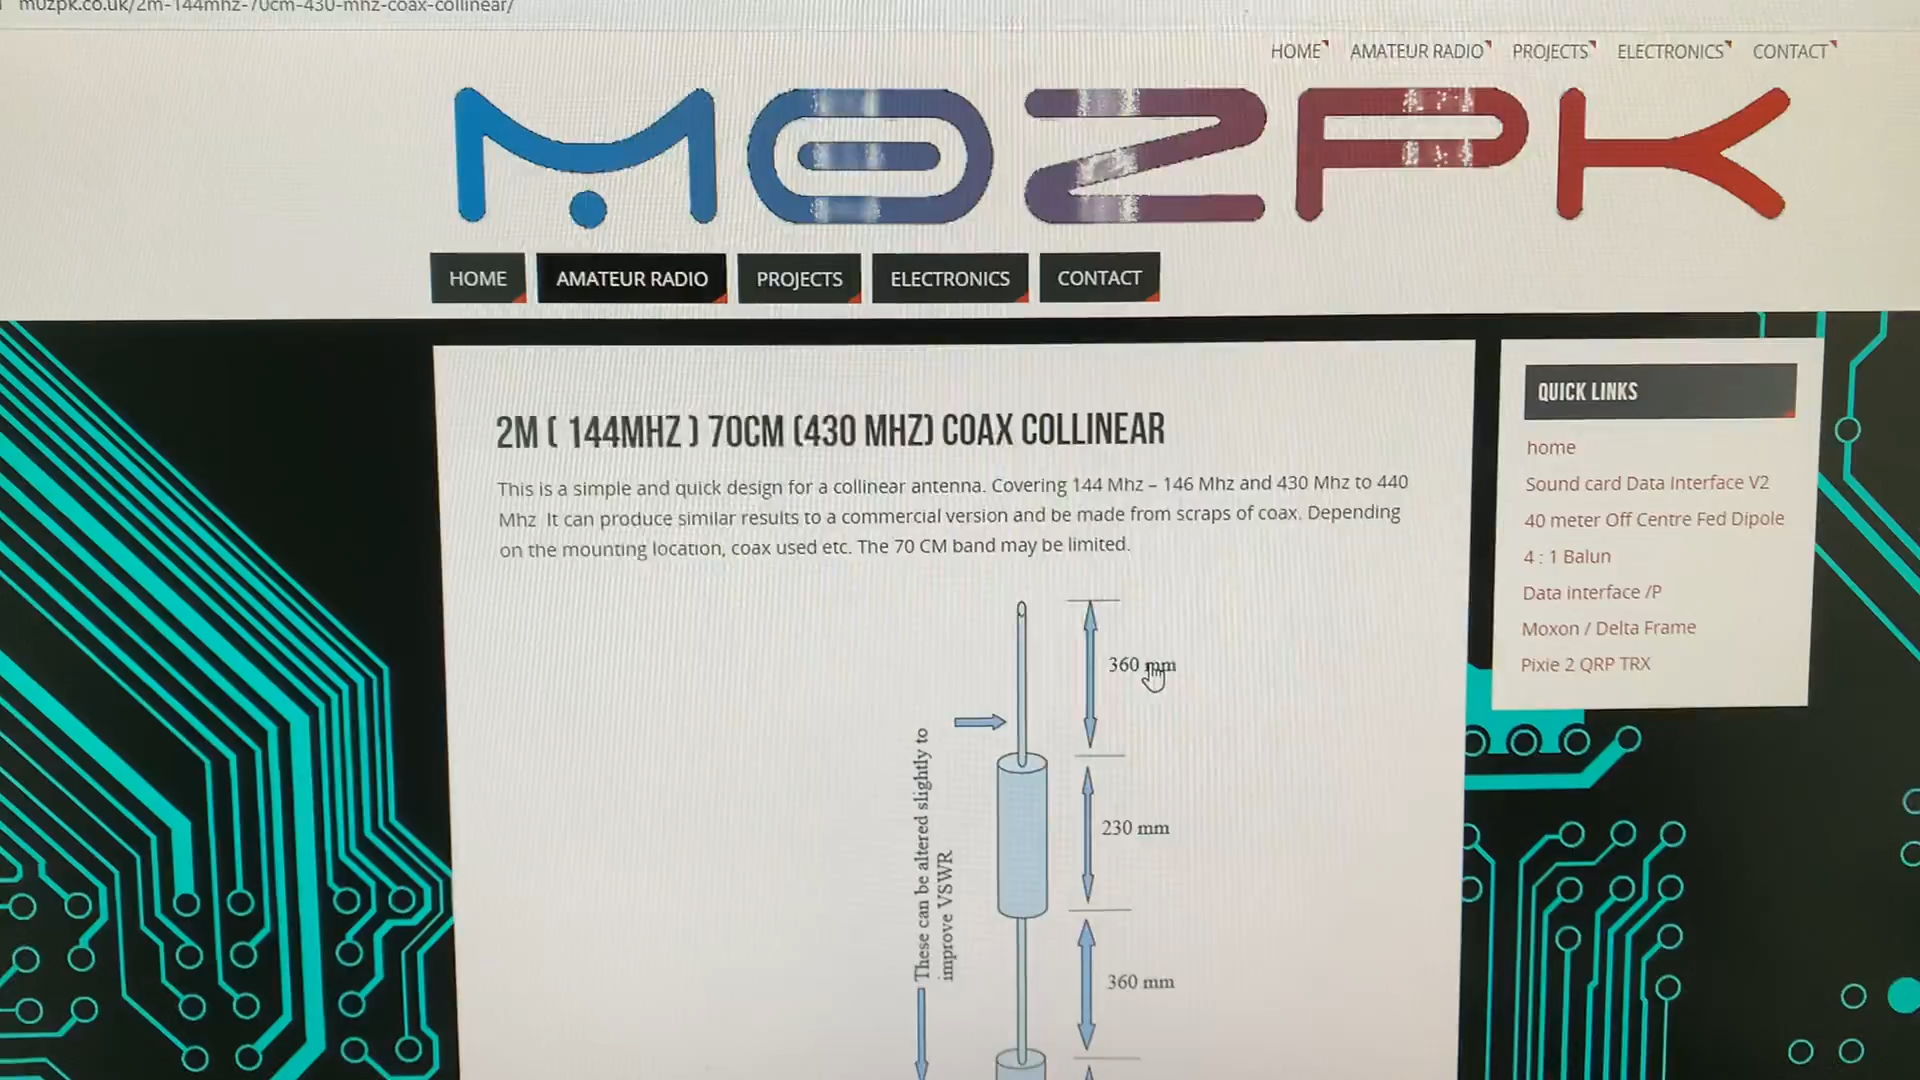 m0zpk.co.uk/2m-144mhz-70cm-430-mhz-coax-collinear/
HOME AMATEUR RADIO PROJECTS ELECTRONICS CONTACT
M0ZPK
HOME AMATEUR RADIO PROJECTS ELECTRONICS CONTACT
2M ( 144MHZ ) 70CM (430 MHZ) COAX COLLINEAR
This is a simple and quick design for a collinear antenna. Covering 144 Mhz – 146 Mhz and 430 Mhz to 440
Mhz It can produce similar results to a commercial version and be made from scraps of coax. Depending
on the mounting location, coax used etc. The 70 CM band may be limited.
360 mm
230 mm
360 mm
These can be altered slightly to
improve VSWR
QUICK LINKS
home
Sound card Data Interface V2
40 meter Off Centre Fed Dipole
4 : 1 Balun
Data interface /P
Moxon / Delta Frame
Pixie 2 QRP TRX